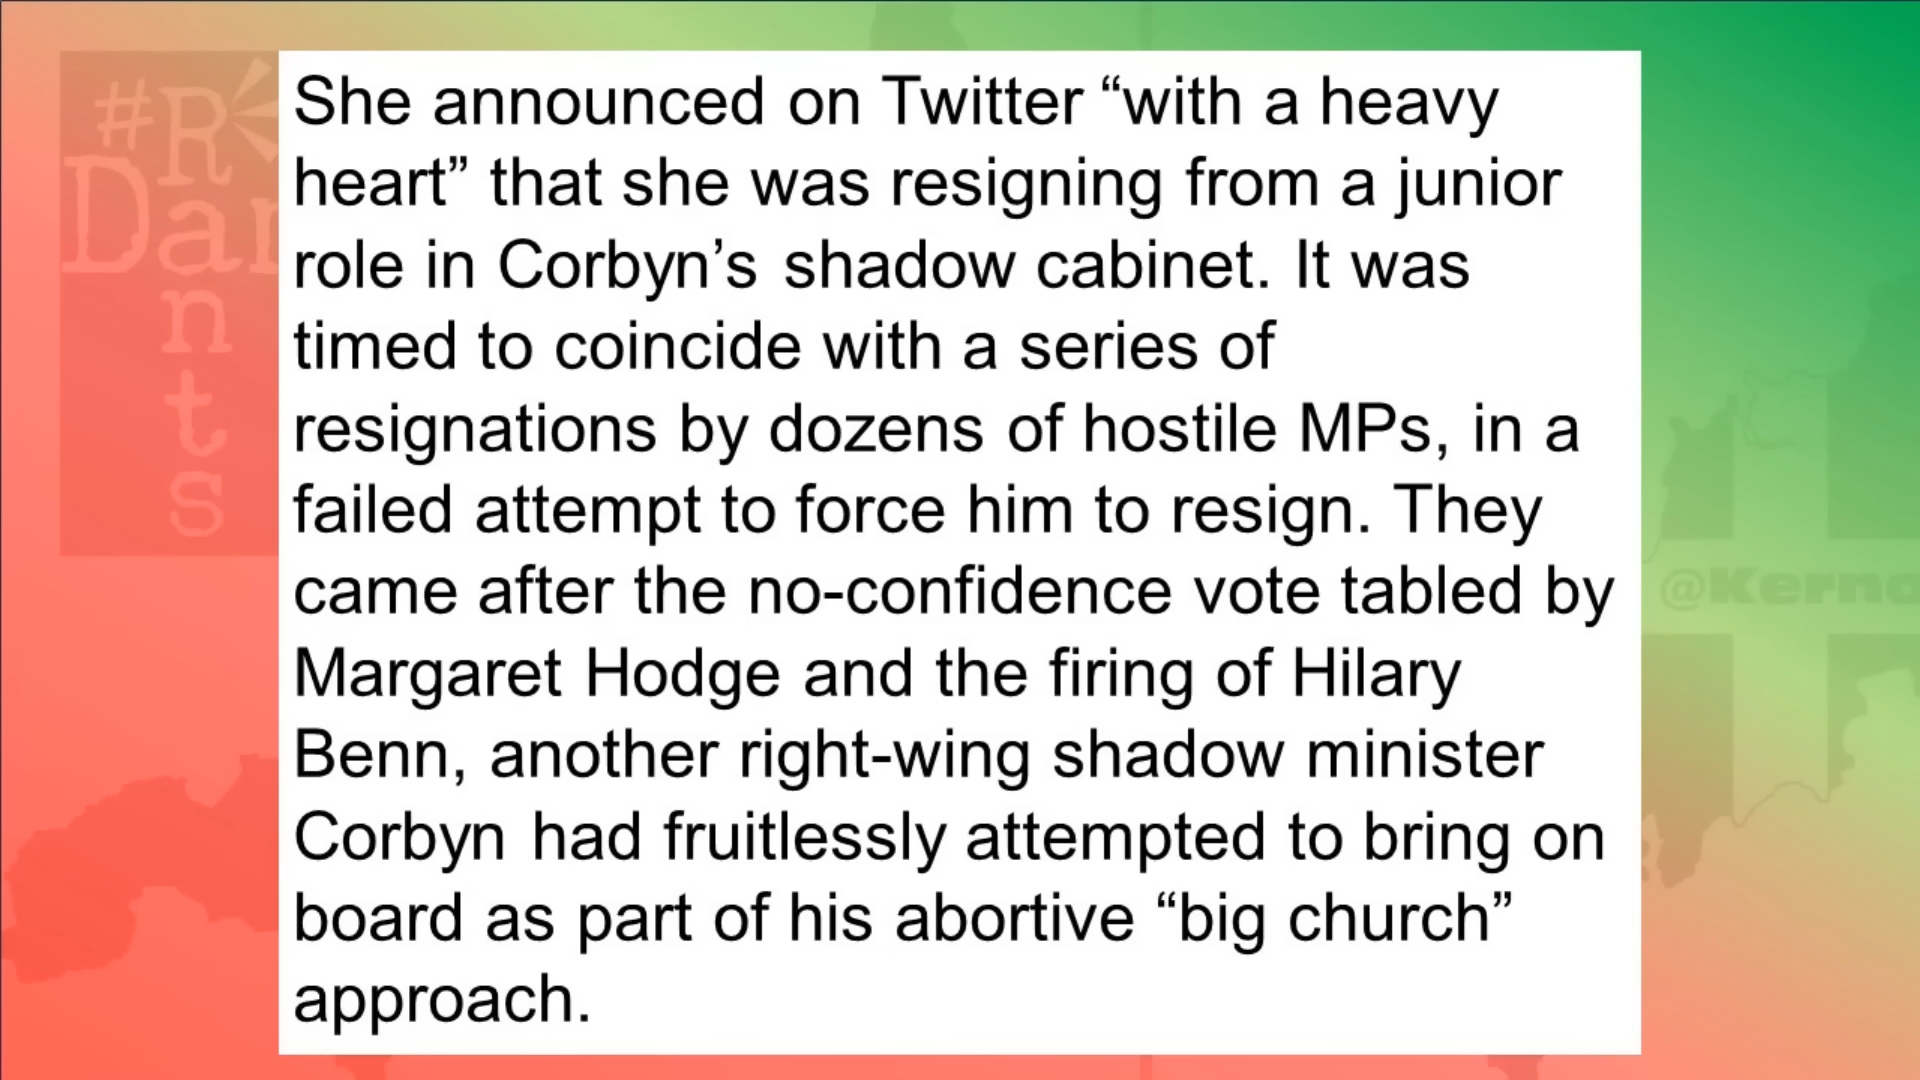 #R
Dar
n
t
s
She announced on Twitter “with a heavy
heart” that she was resigning from a junior
role in Corbyn’s shadow cabinet. It was
timed to coincide with a series of
resignations by dozens of hostile MPs, in a
failed attempt to force him to resign. They
came after the no-confidence vote tabled by
Margaret Hodge and the firing of Hilary
Benn, another right-wing shadow minister
Corbyn had fruitlessly attempted to bring on
board as part of his abortive “big church”
approach.
@Kerno